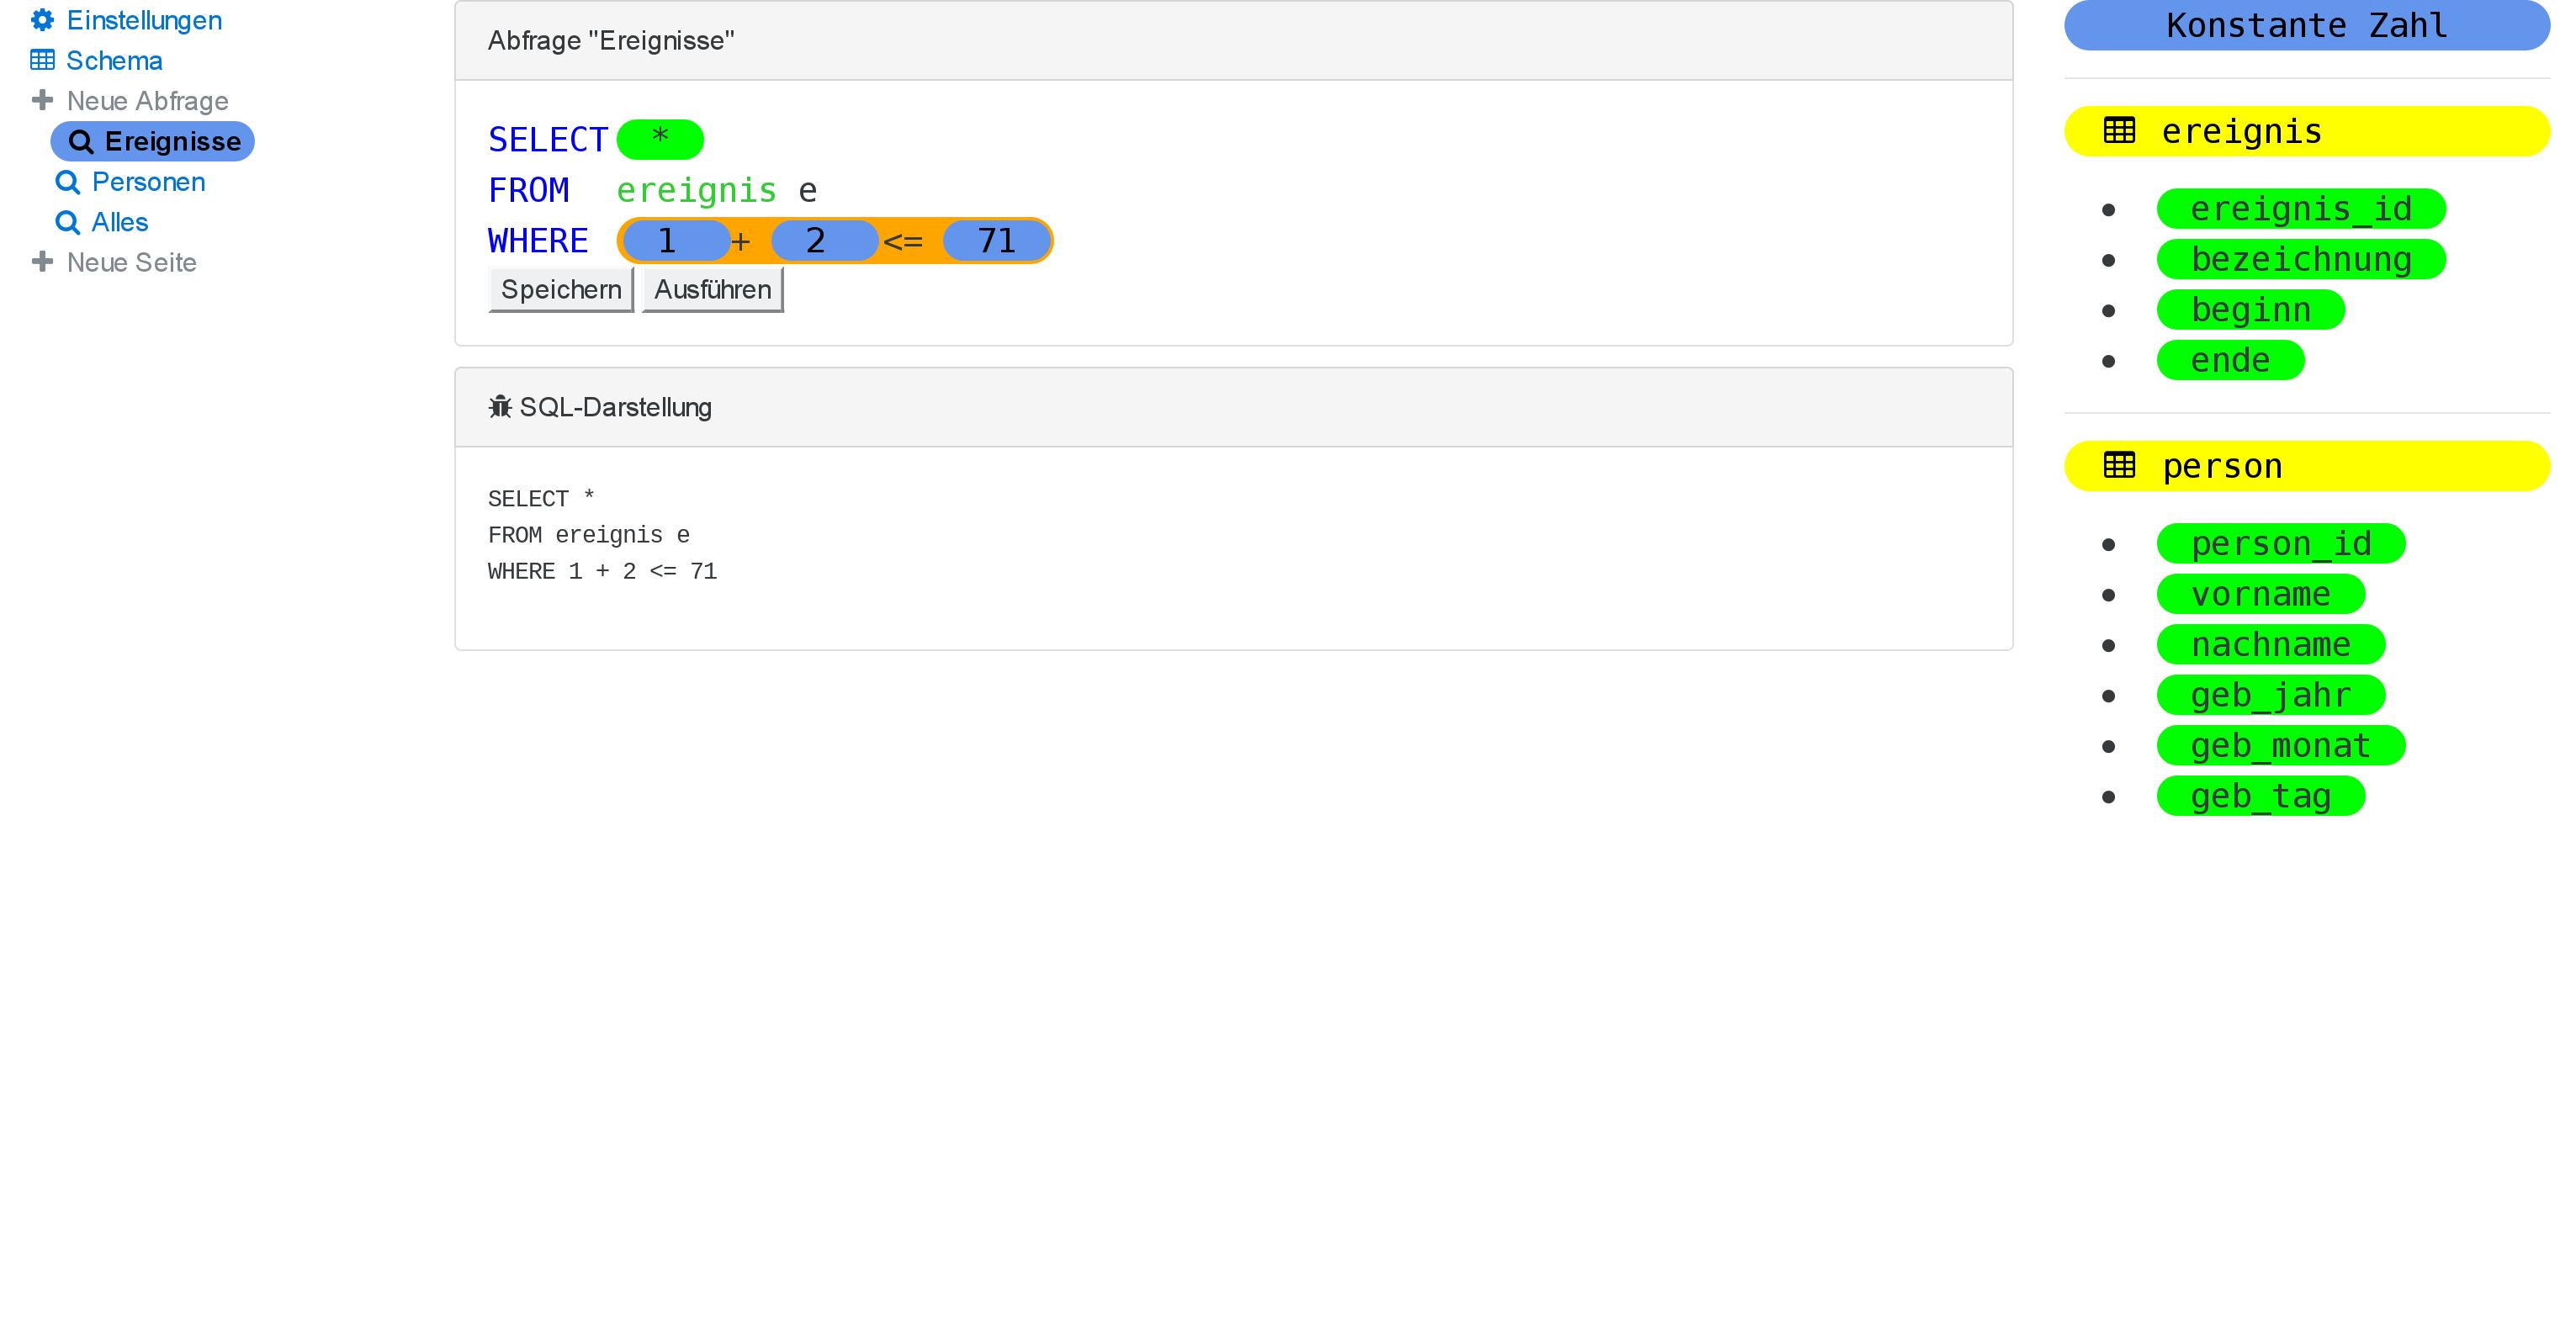 Einstellungen
Schema
Neue Abfrage
Ereignisse
Personen
Alles
Neue Seite
Abfrage "Ereignisse"
SELECT *
FROM ereignis e
WHERE 1 + 2 <= 71
Speichern Ausführen
SQL-Darstellung
SELECT *
FROM ereignis e
WHERE 1 + 2 <= 71
Konstante Zahl
ereignis
ereignis_id
bezeichnung
beginn
ende
person
person_id
vorname
nachname
geb_jahr
geb_monat
geb_tag